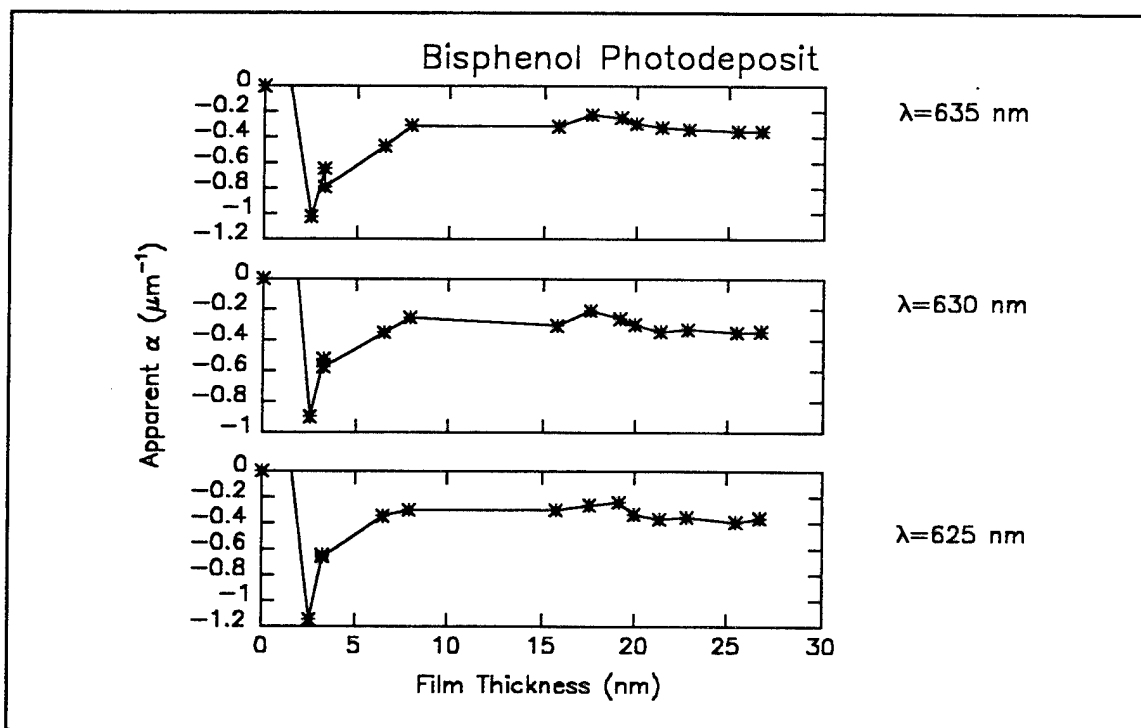 Bisphenol Photodeposit
0
−0.2
−0.4
−0.6
−0.8
−1
−1.2
λ=635 nm
0
−0.2
−0.4
−0.6
−0.8
−1
λ=630 nm
0
−0.2
−0.4
−0.6
−0.8
−1
−1.2
λ=625 nm
Apparent α (μm⁻¹)
0 5 10 15 20 25 30
Film Thickness (nm)